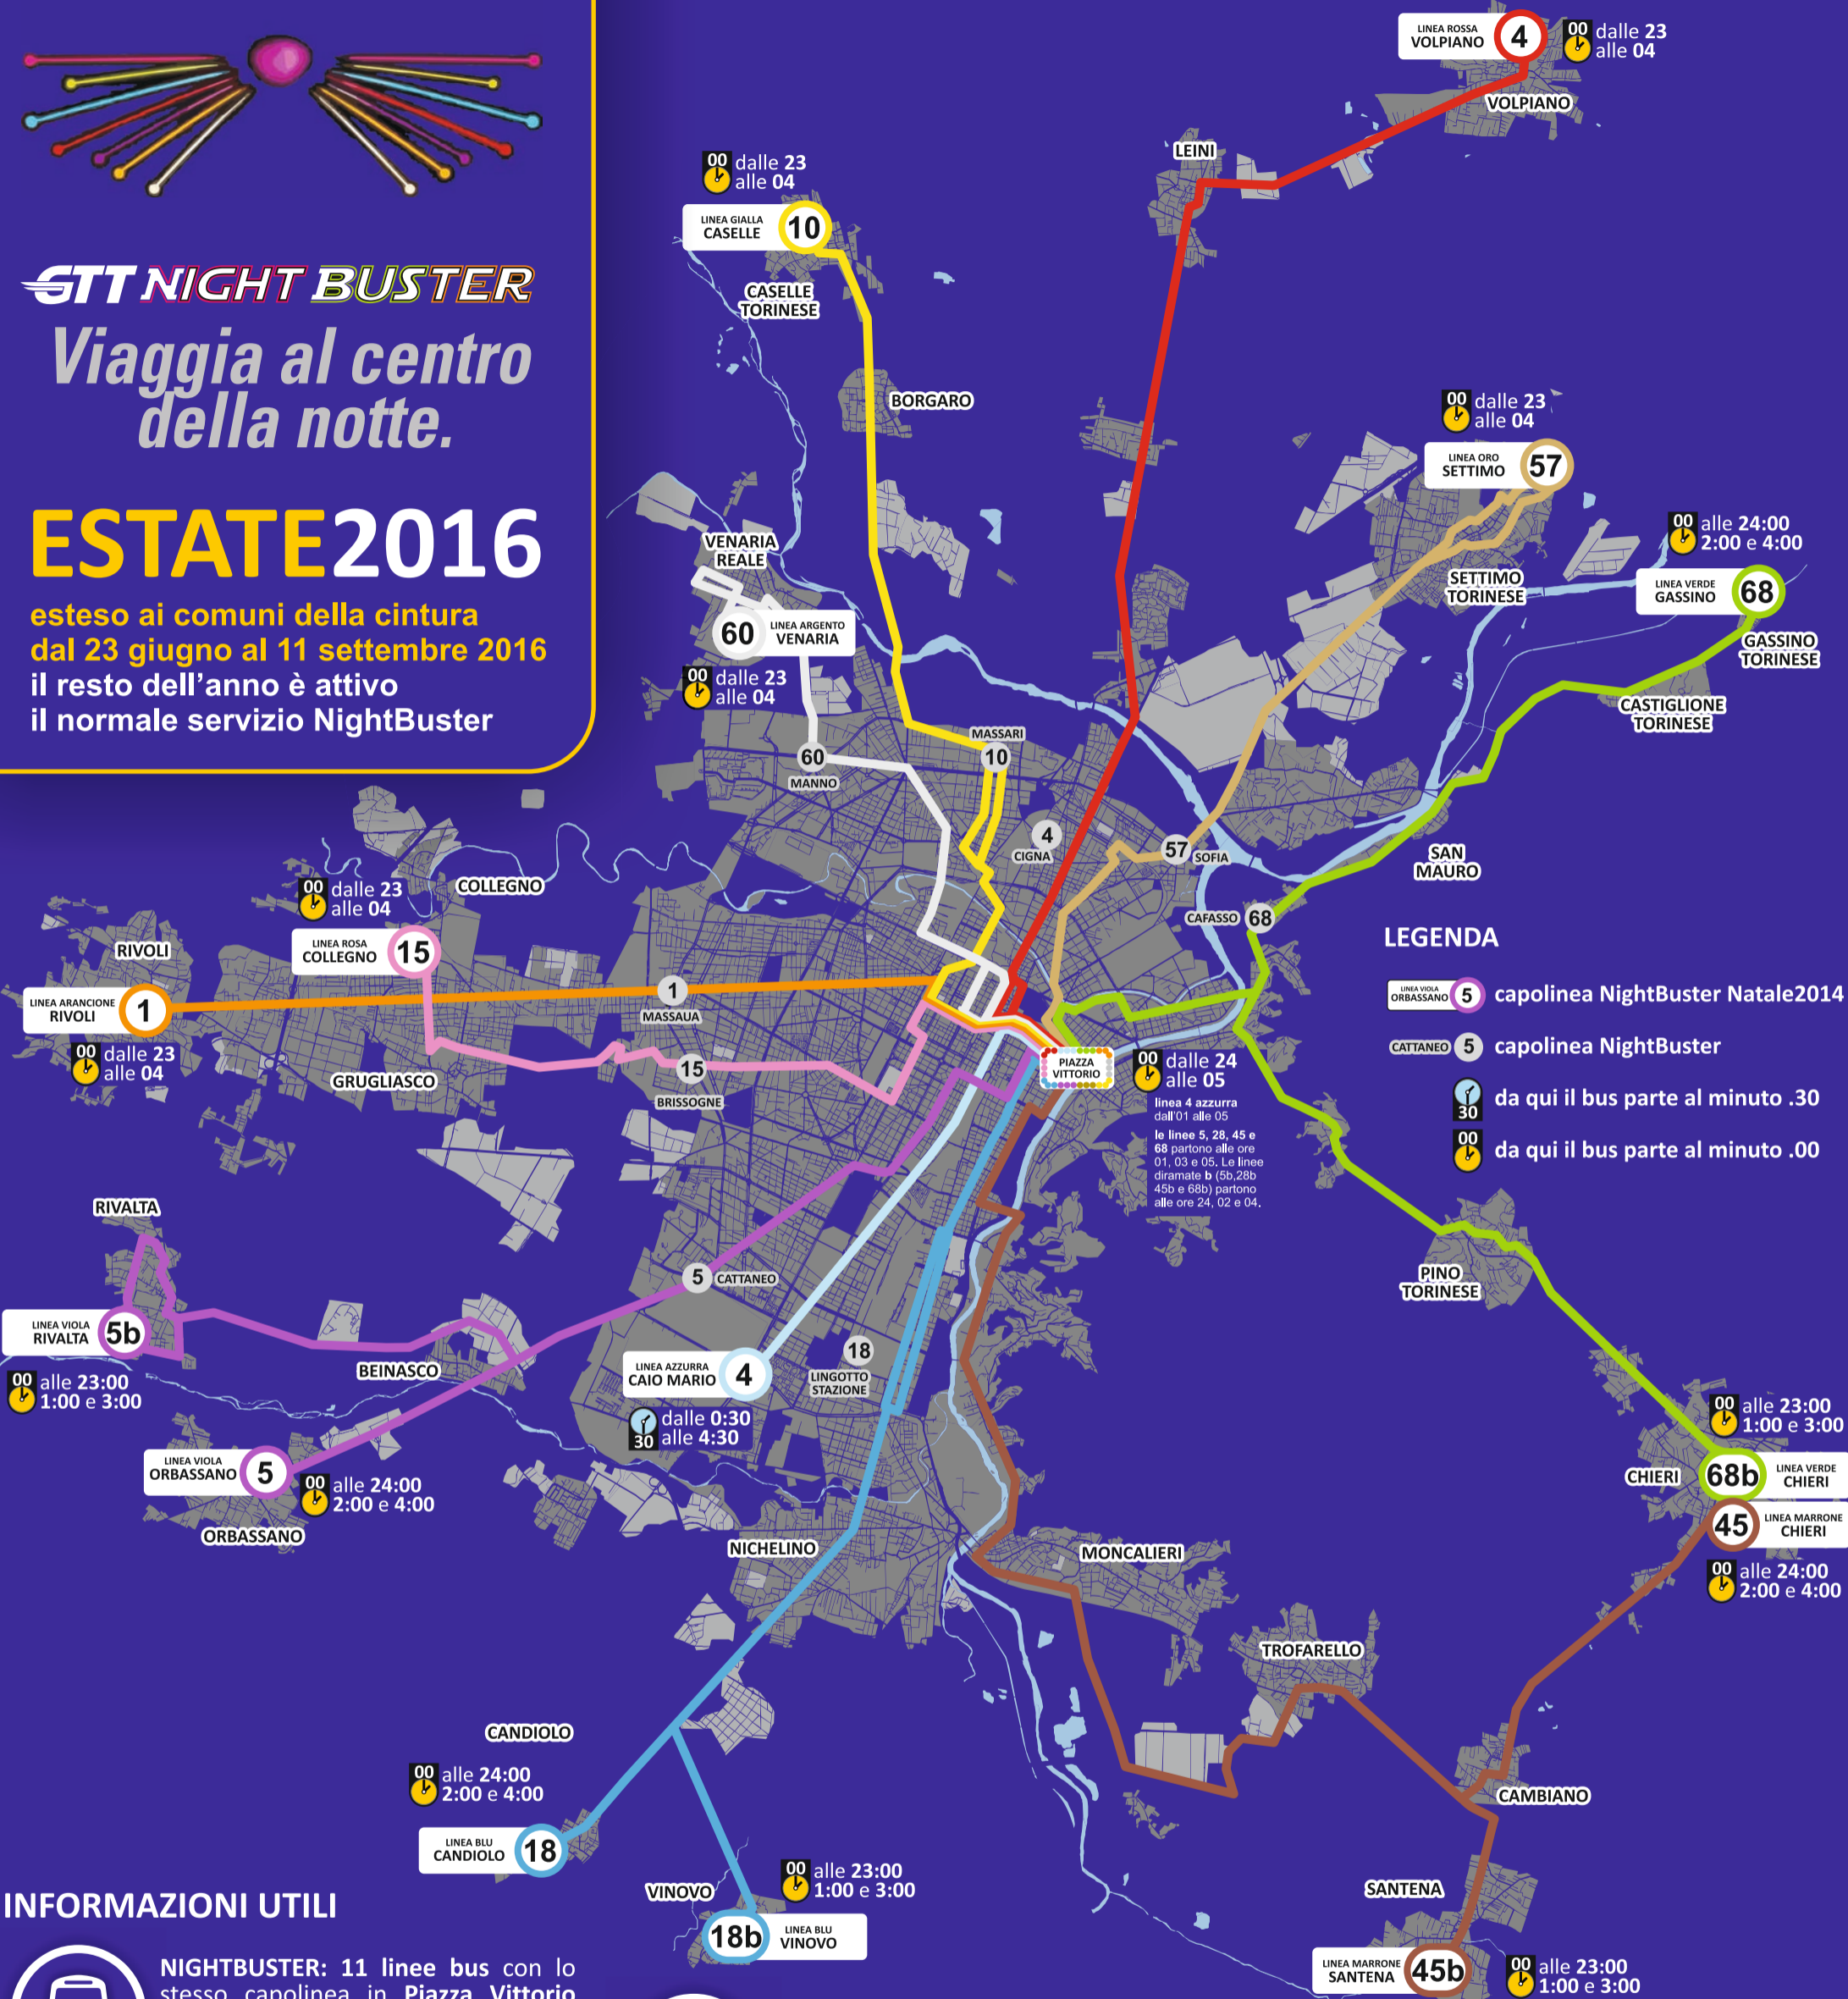 GTT NIGHT BUSTER
Viaggia al centro
della notte.
ESTATE2016
esteso ai comuni della cintura
dal 23 giugno al 11 settembre 2016
il resto dell'anno è attivo
il normale servizio NightBuster
LINEA ROSSA
VOLPIANO
4
00 dalle 23
alle 04
VOLPIANO
LEINI
00 dalle 23
alle 04
LINEA GIALLA
CASELLE
10
CASELLE
TORINESE
BORGARO
00 dalle 23
alle 04
LINEA ORO
SETTIMO
57
SETTIMO
TORINESE
00 alle 24:00
2:00 e 4:00
LINEA VERDE
GASSINO
68
GASSINO
TORINESE
CASTIGLIONE
TORINESE
VENARIA
REALE
60
LINEA ARGENTO
VENARIA
00 dalle 23
alle 04
60
MANNO
MASSARI
10
4
CIGNA
57 SOFIA
SAN
MAURO
CAFASSO 68
COLLEGNO
00 dalle 23
alle 04
LINEA ROSA
COLLEGNO
15
RIVOLI
LINEA ARANCIONE
RIVOLI
1
00 dalle 23
alle 04
GRUGLIASCO
1
MASSAUA
15
BRISSOGNE
PIAZZA
VITTORIO
00 dalle 24
alle 05
linea 4 azzurra
dall'01 alle 05
le linee 5, 28, 45 e
68 partono alle ore
01, 03 e 05. Le linee
diramate b (5b,28b
45b e 68b) partono
alle ore 24, 02 e 04.
LEGENDA
LINEA VIOLA
ORBASSANO
5
capolinea NightBuster Natale2014
CATTANEO 5 capolinea NightBuster
30 da qui il bus parte al minuto .30
00 da qui il bus parte al minuto .00
RIVALTA
LINEA VIOLA
RIVALTA
5b
00 alle 23:00
1:00 e 3:00
BEINASCO
5 CATTANEO
LINEA AZZURRA
CAIO MARIO
4
30 dalle 0:30
alle 4:30
18
LINGOTTO
STAZIONE
PINO
TORINESE
LINEA VIOLA
ORBASSANO
5
00 alle 24:00
2:00 e 4:00
ORBASSANO
00 alle 23:00
1:00 e 3:00
CHIERI
68b
LINEA VERDE
CHIERI
45
LINEA MARRONE
CHIERI
00 alle 24:00
2:00 e 4:00
NICHELINO
MONCALIERI
TROFARELLO
CAMBIANO
CANDIOLO
00 alle 24:00
2:00 e 4:00
LINEA BLU
CANDIOLO
18
VINOVO
00 alle 23:00
1:00 e 3:00
18b
LINEA BLU
VINOVO
SANTENA
LINEA MARRONE
SANTENA
45b
00 alle 23:00
1:00 e 3:00
INFORMAZIONI UTILI
NIGHTBUSTER: 11 linee bus con lo
stesso capolinea in Piazza Vittorio